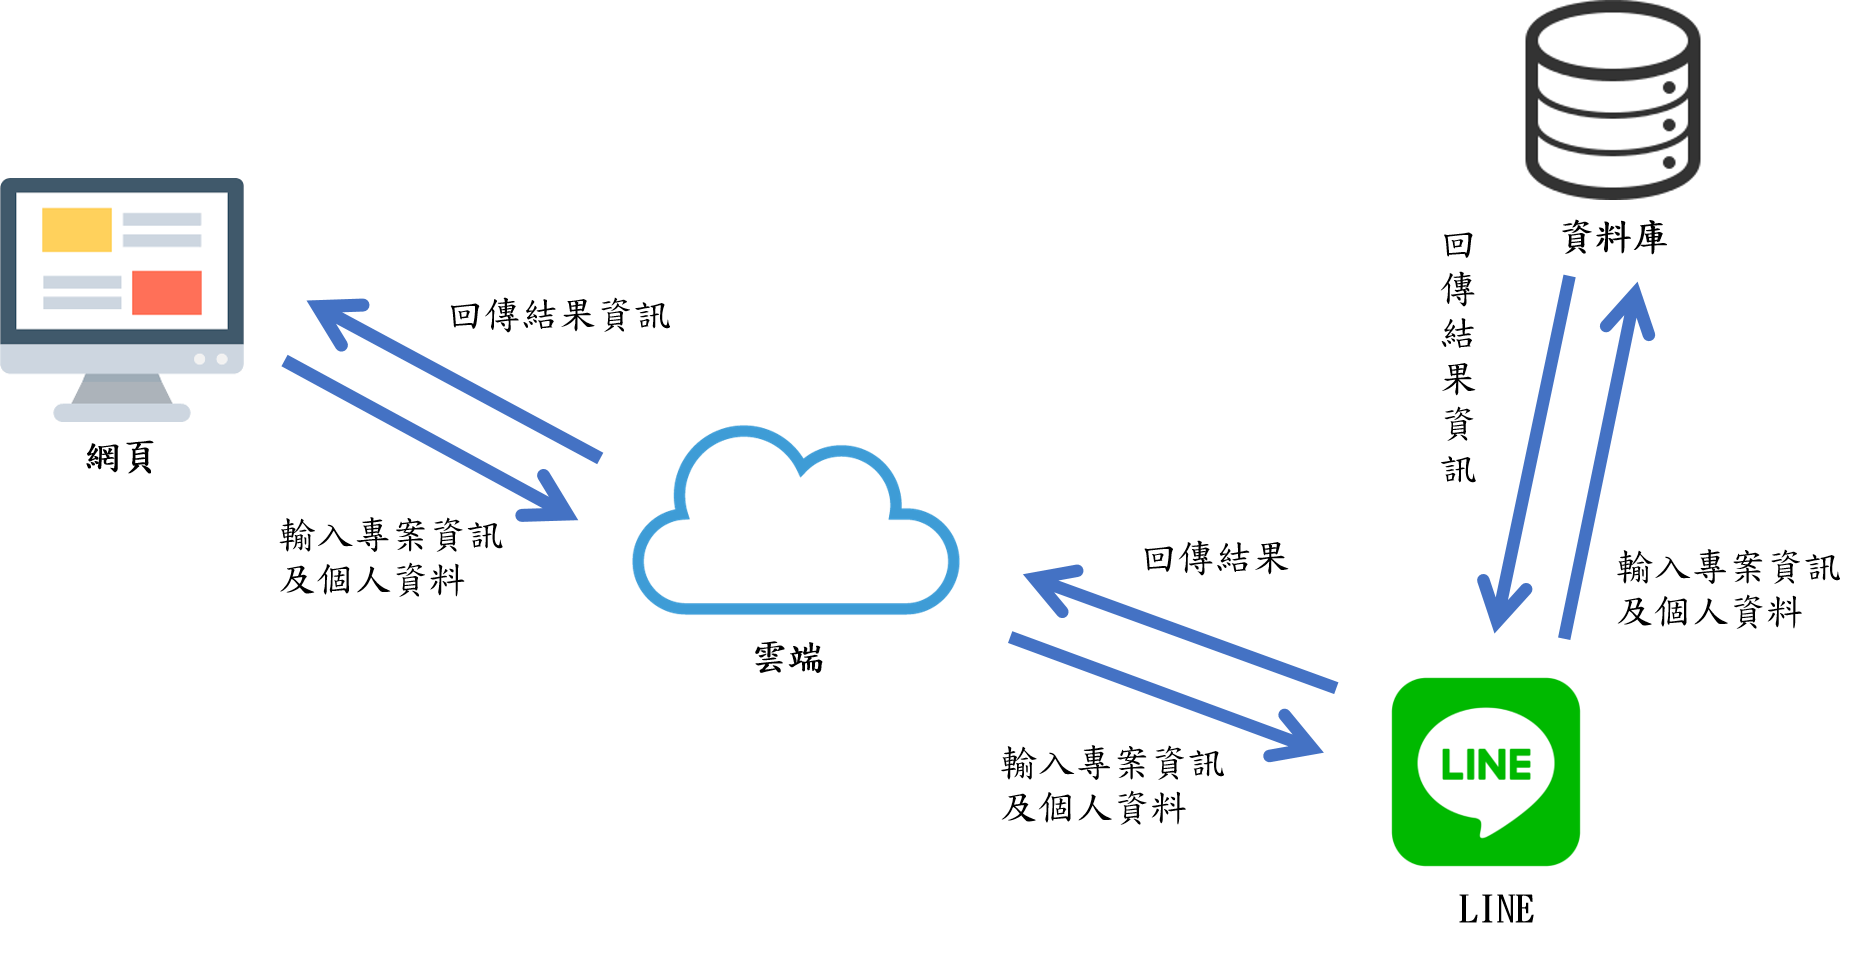 資料庫
回傳結果資訊
網頁
回傳結果資訊
輸入專案資訊
及個人資料
雲端
回傳結果
輸入專案資訊
及個人資料
輸入專案資訊
及個人資料
LINE
LINE